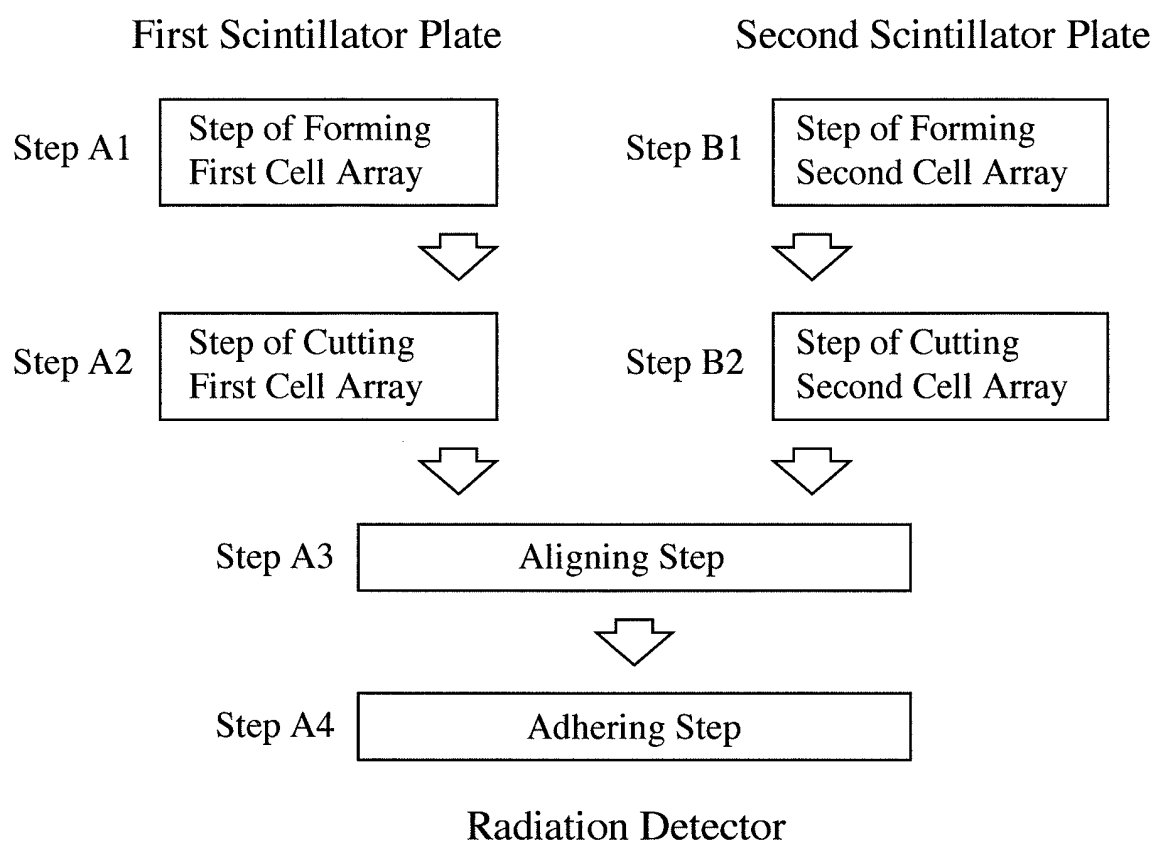 First Scintillator Plate
Second Scintillator Plate
Step A1
Step of Forming
First Cell Array
Step B1
Step of Forming
Second Cell Array
Step A2
Step of Cutting
First Cell Array
Step B2
Step of Cutting
Second Cell Array
Step A3
Aligning Step
Step A4
Adhering Step
Radiation Detector